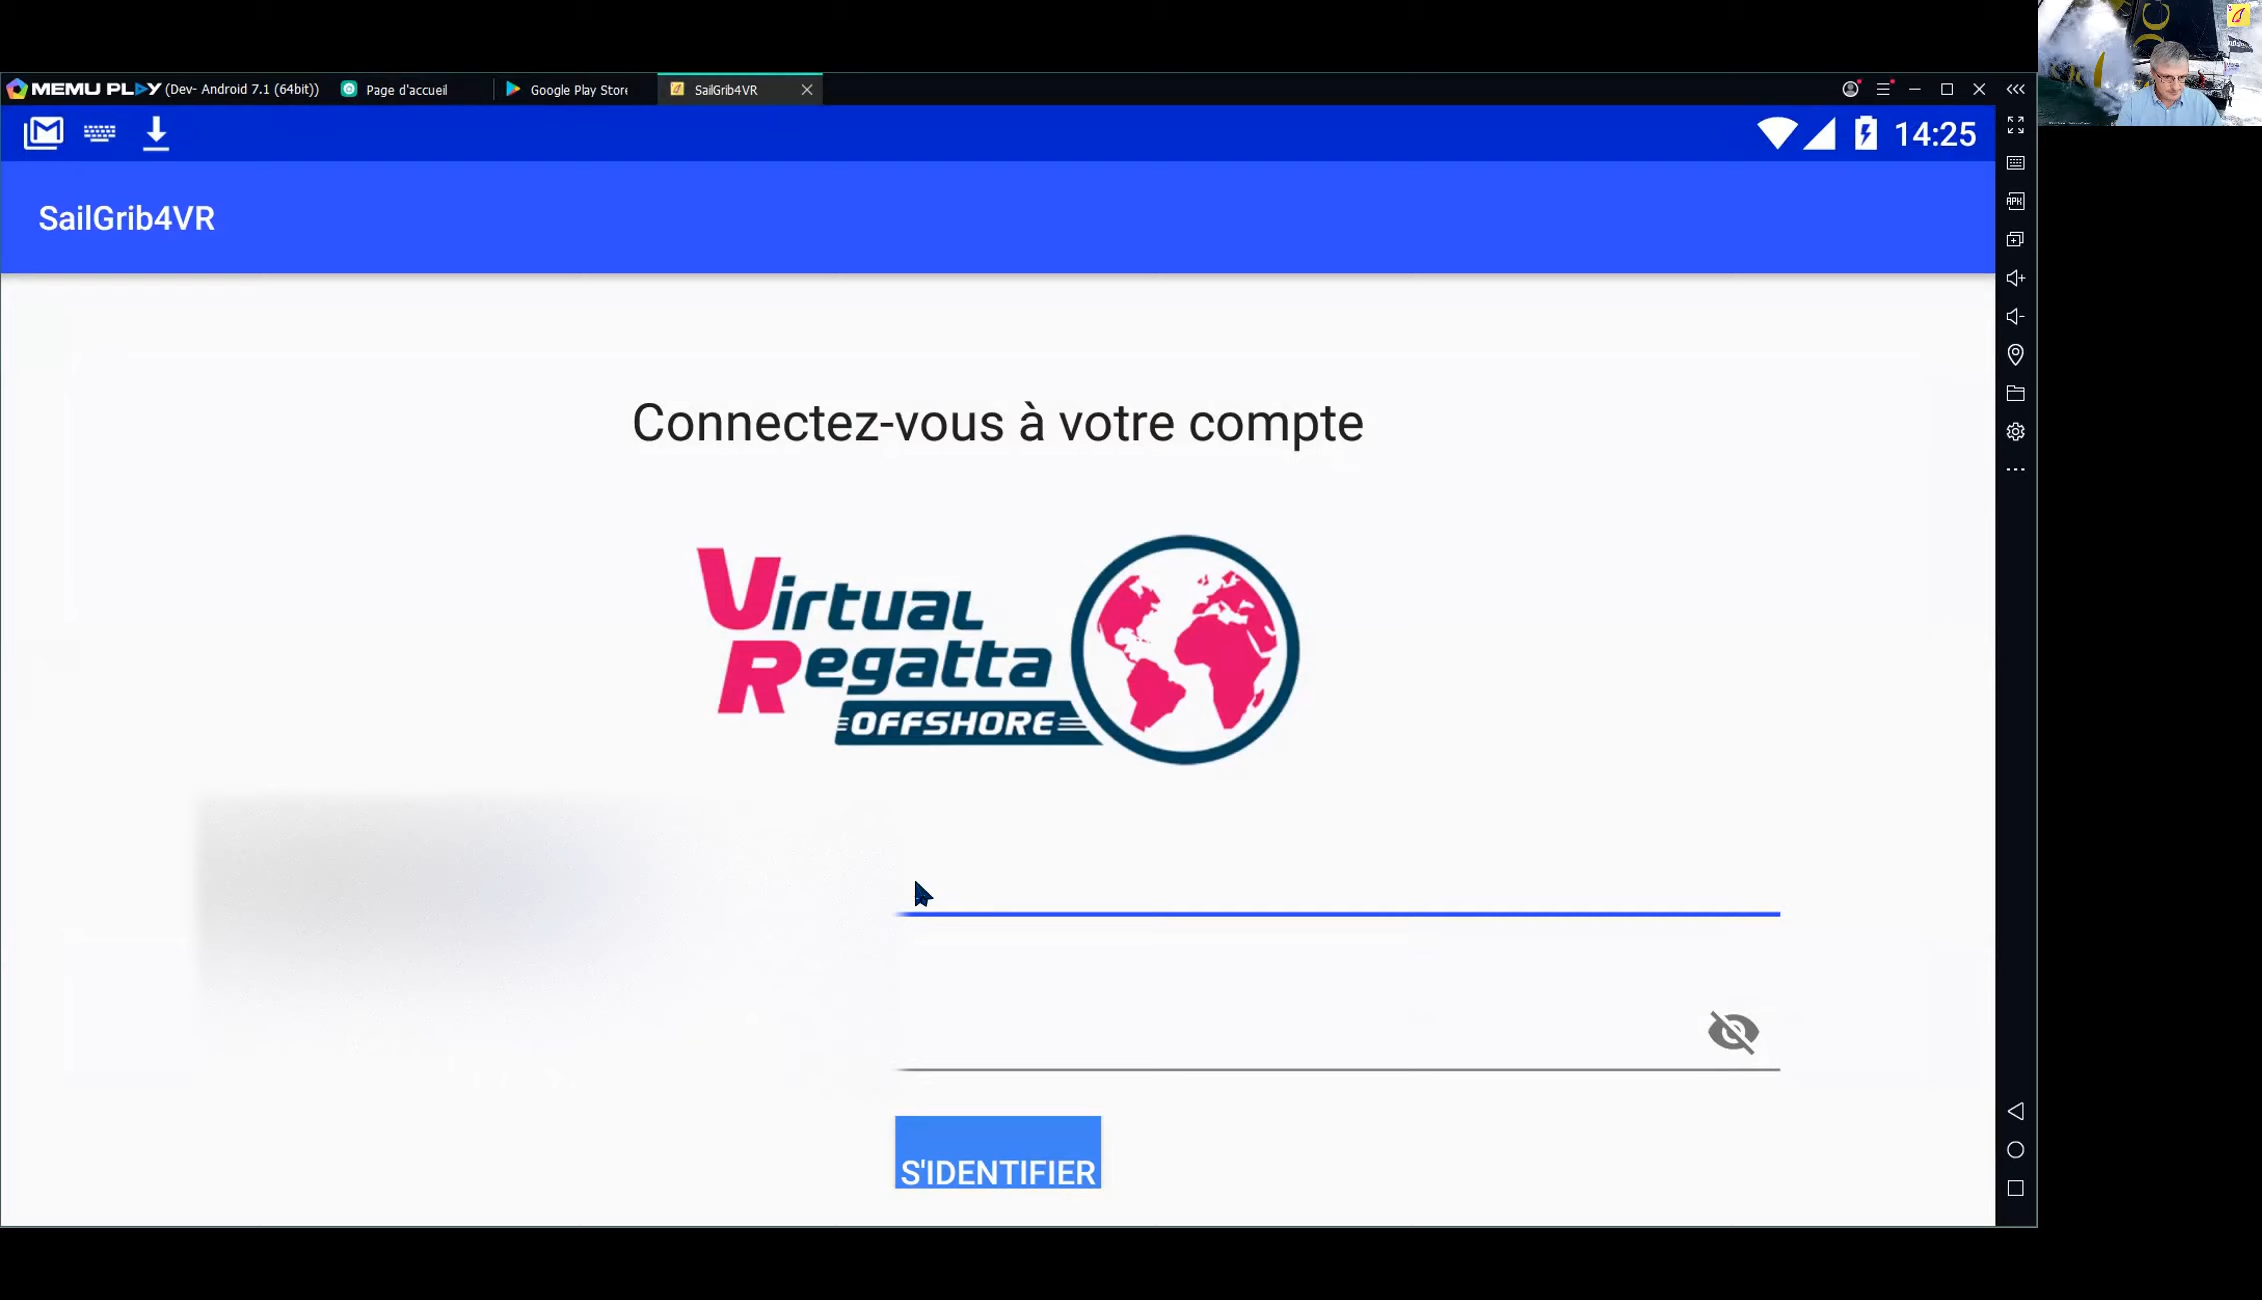 MEMU PLAY (Dev- Android 7.1 (64bit)) Page d'accueil Google Play Store SailGrib4VR
14:25
SailGrib4VR
APK
Connectez-vous à votre compte
Virtual
Regatta
OFFSHORE
S'IDENTIFIER